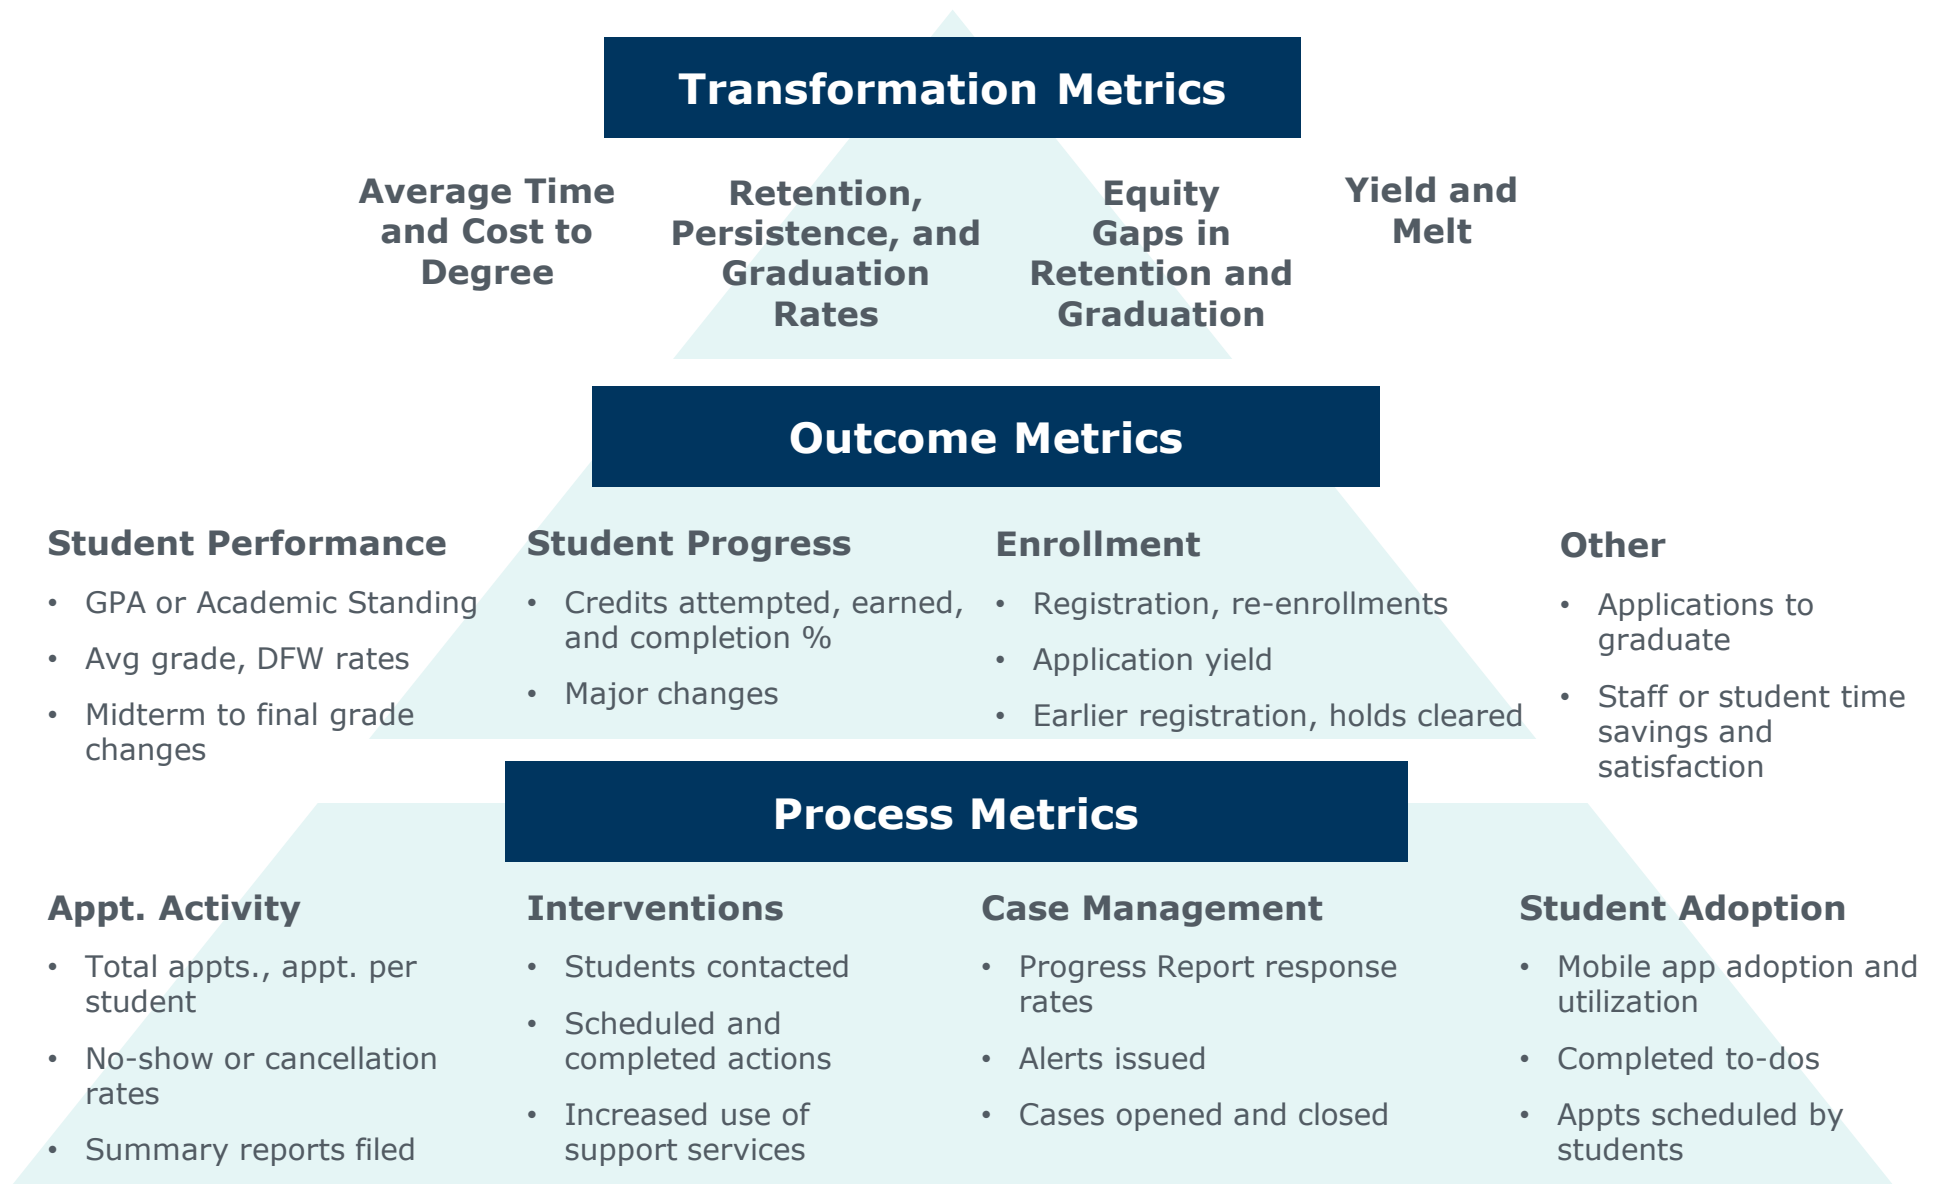 Transformation Metrics
Average Time
and Cost to
Degree
Retention,
Persistence, and
Graduation
Rates
Equity
Gaps in
Retention and
Graduation
Yield and
Melt
Outcome Metrics
Student Performance
• GPA or Academic Standing
• Avg grade, DFW rates
• Midterm to final grade
changes
Student Progress
• Credits attempted, earned,
and completion %
• Major changes
Enrollment
• Registration, re-enrollments
• Application yield
• Earlier registration, holds cleared
Other
• Applications to
graduate
• Staff or student time
savings and
satisfaction
Process Metrics
Appt. Activity
• Total appts., appt. per
student
• No-show or cancellation
rates
• Summary reports filed
Interventions
• Students contacted
• Scheduled and
completed actions
• Increased use of
support services
Case Management
• Progress Report response
rates
• Alerts issued
• Cases opened and closed
Student Adoption
• Mobile app adoption and
utilization
• Completed to-dos
• Appts scheduled by
students